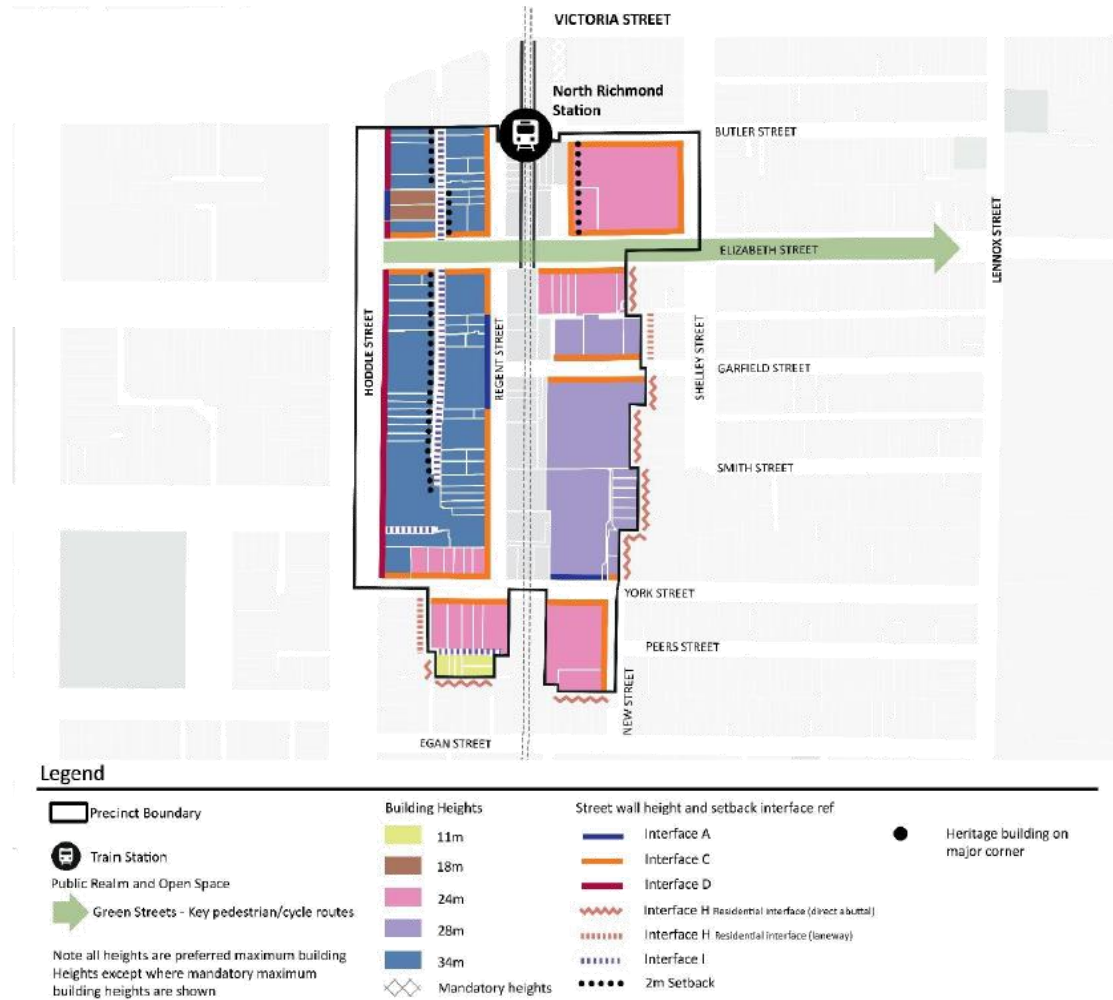 VICTORIA STREET
North Richmond
Station
BUTLER STREET
LENNOX STREET
ELIZABETH STREET
HODDLE STREET
REGENT STREET
SHELLEY STREET
GARFIELD STREET
SMITH STREET
YORK STREET
PEERS STREET
NEW STREET
EGAN STREET
Legend
Precinct Boundary
Train Station
Public Realm and Open Space
Green Streets - Key pedestrian/cycle routes
Note all heights are preferred maximum building
Heights except where mandatory maximum
building heights are shown
Building Heights
11m
18m
24m
28m
34m
Mandatory heights
Street wall height and setback interface ref
Interface A
Interface C
Interface D
Interface H Residential interface (direct abuttal)
Interface H Residential interface (laneway)
Interface I
2m Setback
Heritage building on
major corner